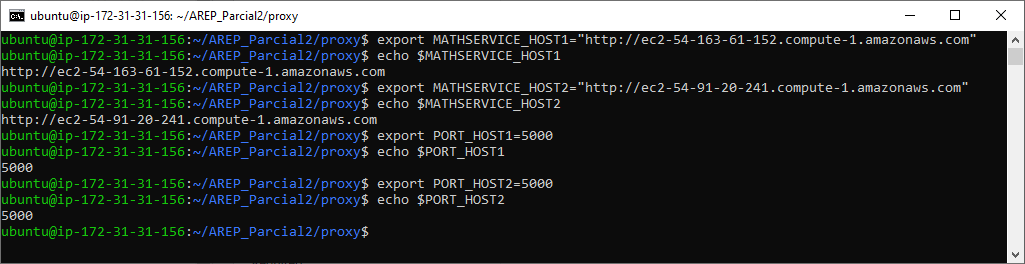 ubuntu@ip-172-31-31-156: ~/AREP_Parcial2/proxy
ubuntu@ip-172-31-31-156:~/AREP_Parcial2/proxy$ export MATHSERVICE_HOST1="http://ec2-54-163-61-152.compute-1.amazonaws.com"
ubuntu@ip-172-31-31-156:~/AREP_Parcial2/proxy$ echo $MATHSERVICE_HOST1
http://ec2-54-163-61-152.compute-1.amazonaws.com
ubuntu@ip-172-31-31-156:~/AREP_Parcial2/proxy$ export MATHSERVICE_HOST2="http://ec2-54-91-20-241.compute-1.amazonaws.com"
ubuntu@ip-172-31-31-156:~/AREP_Parcial2/proxy$ echo $MATHSERVICE_HOST2
http://ec2-54-91-20-241.compute-1.amazonaws.com
ubuntu@ip-172-31-31-156:~/AREP_Parcial2/proxy$ export PORT_HOST1=5000
ubuntu@ip-172-31-31-156:~/AREP_Parcial2/proxy$ echo $PORT_HOST1
5000
ubuntu@ip-172-31-31-156:~/AREP_Parcial2/proxy$ export PORT_HOST2=5000
ubuntu@ip-172-31-31-156:~/AREP_Parcial2/proxy$ echo $PORT_HOST2
5000
ubuntu@ip-172-31-31-156:~/AREP_Parcial2/proxy$